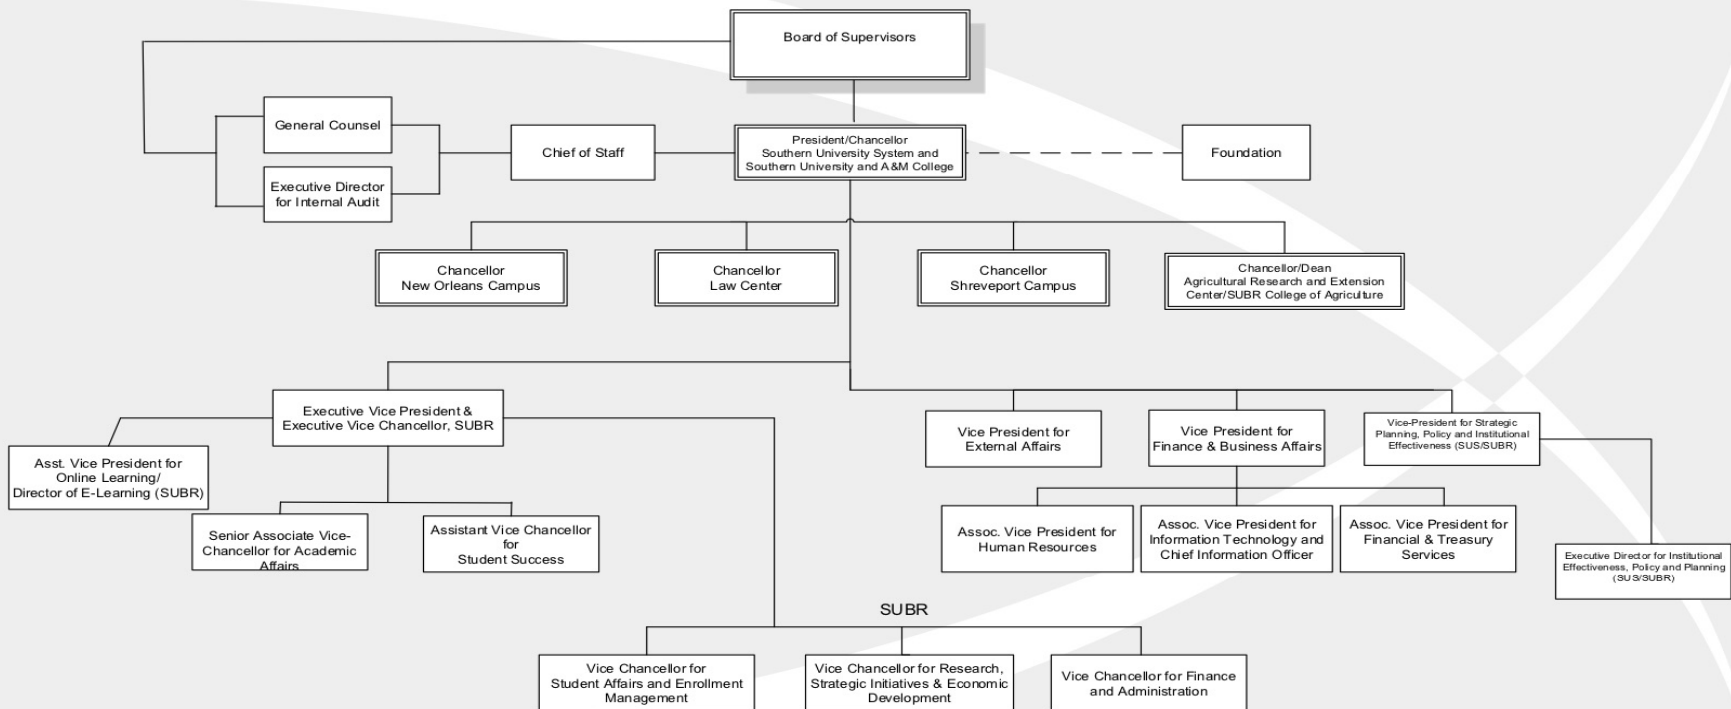 Board of Supervisors
General Counsel
Chief of Staff
President/Chancellor
Southern University System and
Southern University and A&M College
Foundation
Executive Director
for Internal Audit
Chancellor
New Orleans Campus
Chancellor
Law Center
Chancellor
Shreveport Campus
Chancellor/Dean
Agricultural Research and Extension
Center/SUBR College of Agriculture
Executive Vice President &
Executive Vice Chancellor, SUBR
Vice President for
External Affairs
Vice President for
Finance & Business Affairs
Vice-President for Strategic
Planning, Policy and Institutional
Effectiveness (SUS/SUBR)
Asst. Vice President for
Online Learning/
Director of E-Learning (SUBR)
Senior Associate Vice-
Chancellor for Academic
Affairs
Assistant Vice Chancellor
for
Student Success
Assoc. Vice President for
Human Resources
Assoc. Vice President for
Information Technology and
Chief Information Officer
Assoc. Vice President for
Financial & Treasury
Services
Executive Director for Institutional
Effectiveness, Policy and Planning
(SUS/SUBR)
SUBR
Vice Chancellor for
Student Affairs and Enrollment
Management
Vice Chancellor for Research,
Strategic Initiatives & Economic
Development
Vice Chancellor for Finance
and Administration